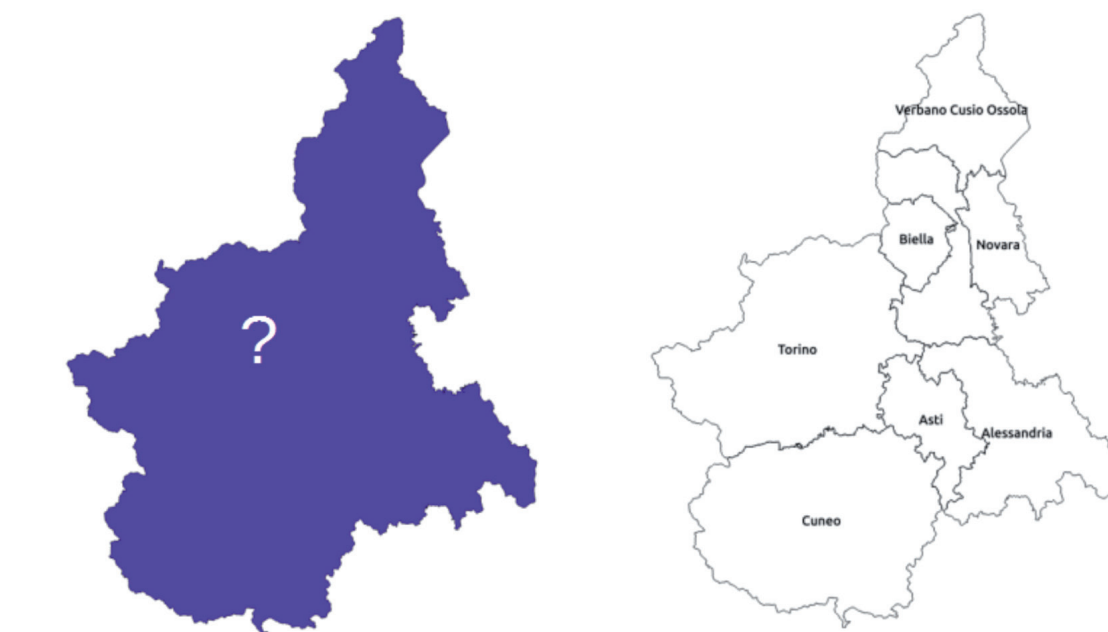 ?
Verbano Cusio Ossola
Biella
Novara
Torino
Asti
Alessandria
Cuneo